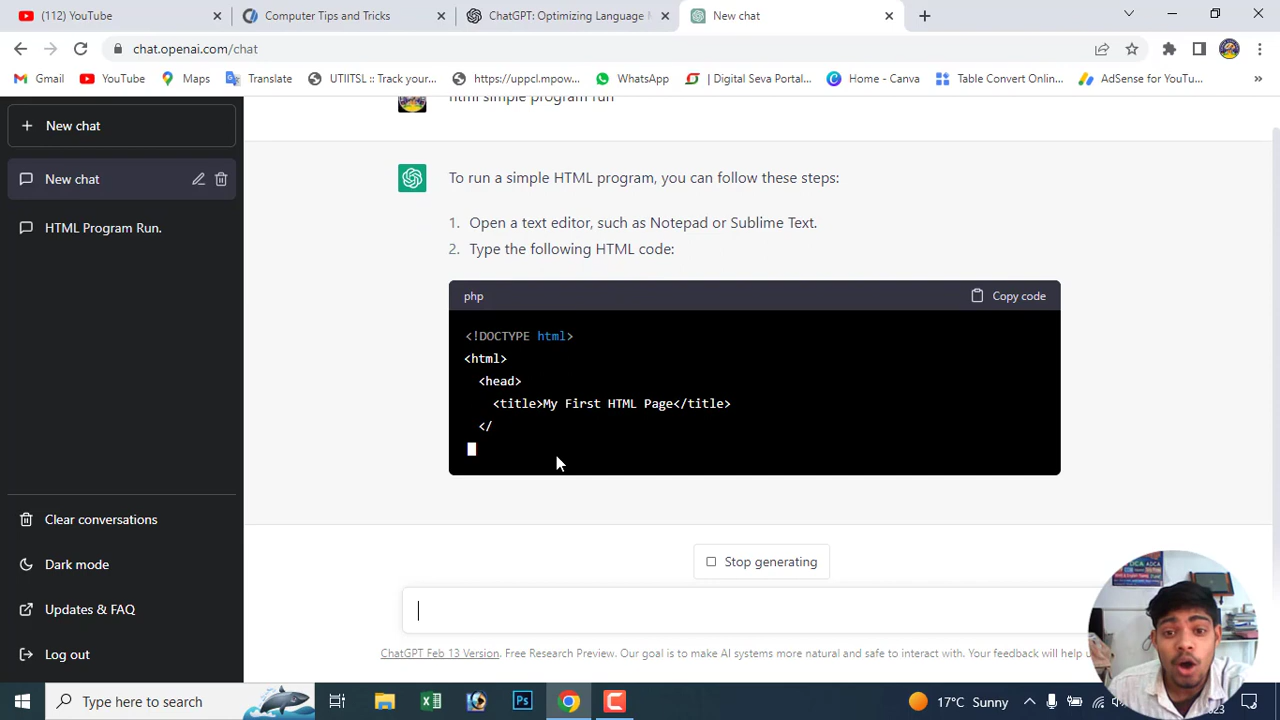 (112) YouTube
Computer Tips and Tricks
ChatGPT: Optimizing Language
New chat
chat.openai.com/chat
Gmail
YouTube
Maps
Translate
UTIITSL :: Track your...
https://uppcl.mpow...
WhatsApp
| Digital Seva Portal...
Home - Canva
Table Convert Onlin...
AdSense for YouTu...
»
New chat
New chat
HTML Program Run.
Clear conversations
Dark mode
Updates & FAQ
Log out
html simple program run
To run a simple HTML program, you can follow these steps:
1. Open a text editor, such as Notepad or Sublime Text.
2. Type the following HTML code:
php
Copy code
<!DOCTYPE html>
<html>
<head>
<title>My First HTML Page</title>
</
Stop generating
ChatGPT Feb 13 Version. Free Research Preview. Our goal is to make AI systems more natural and safe to interact with. Your feedback will help
Type here to search
17°C Sunny